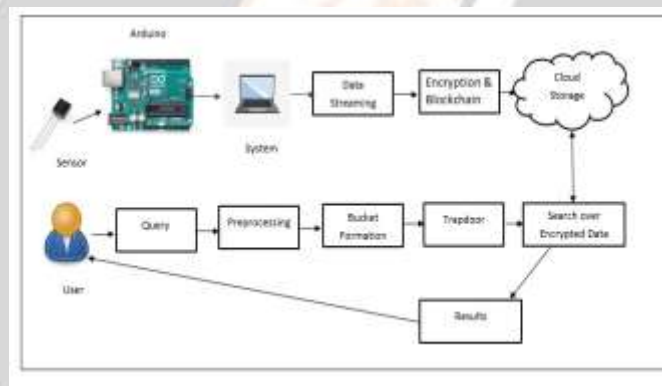 Arduino
Sensor
System
Data
Streaming
Encryption &
Blockchain
Cloud
Storage
User
Query
Preprocessing
Bucket
Formation
Trapdoor
Search over
Encrypted Data
Results